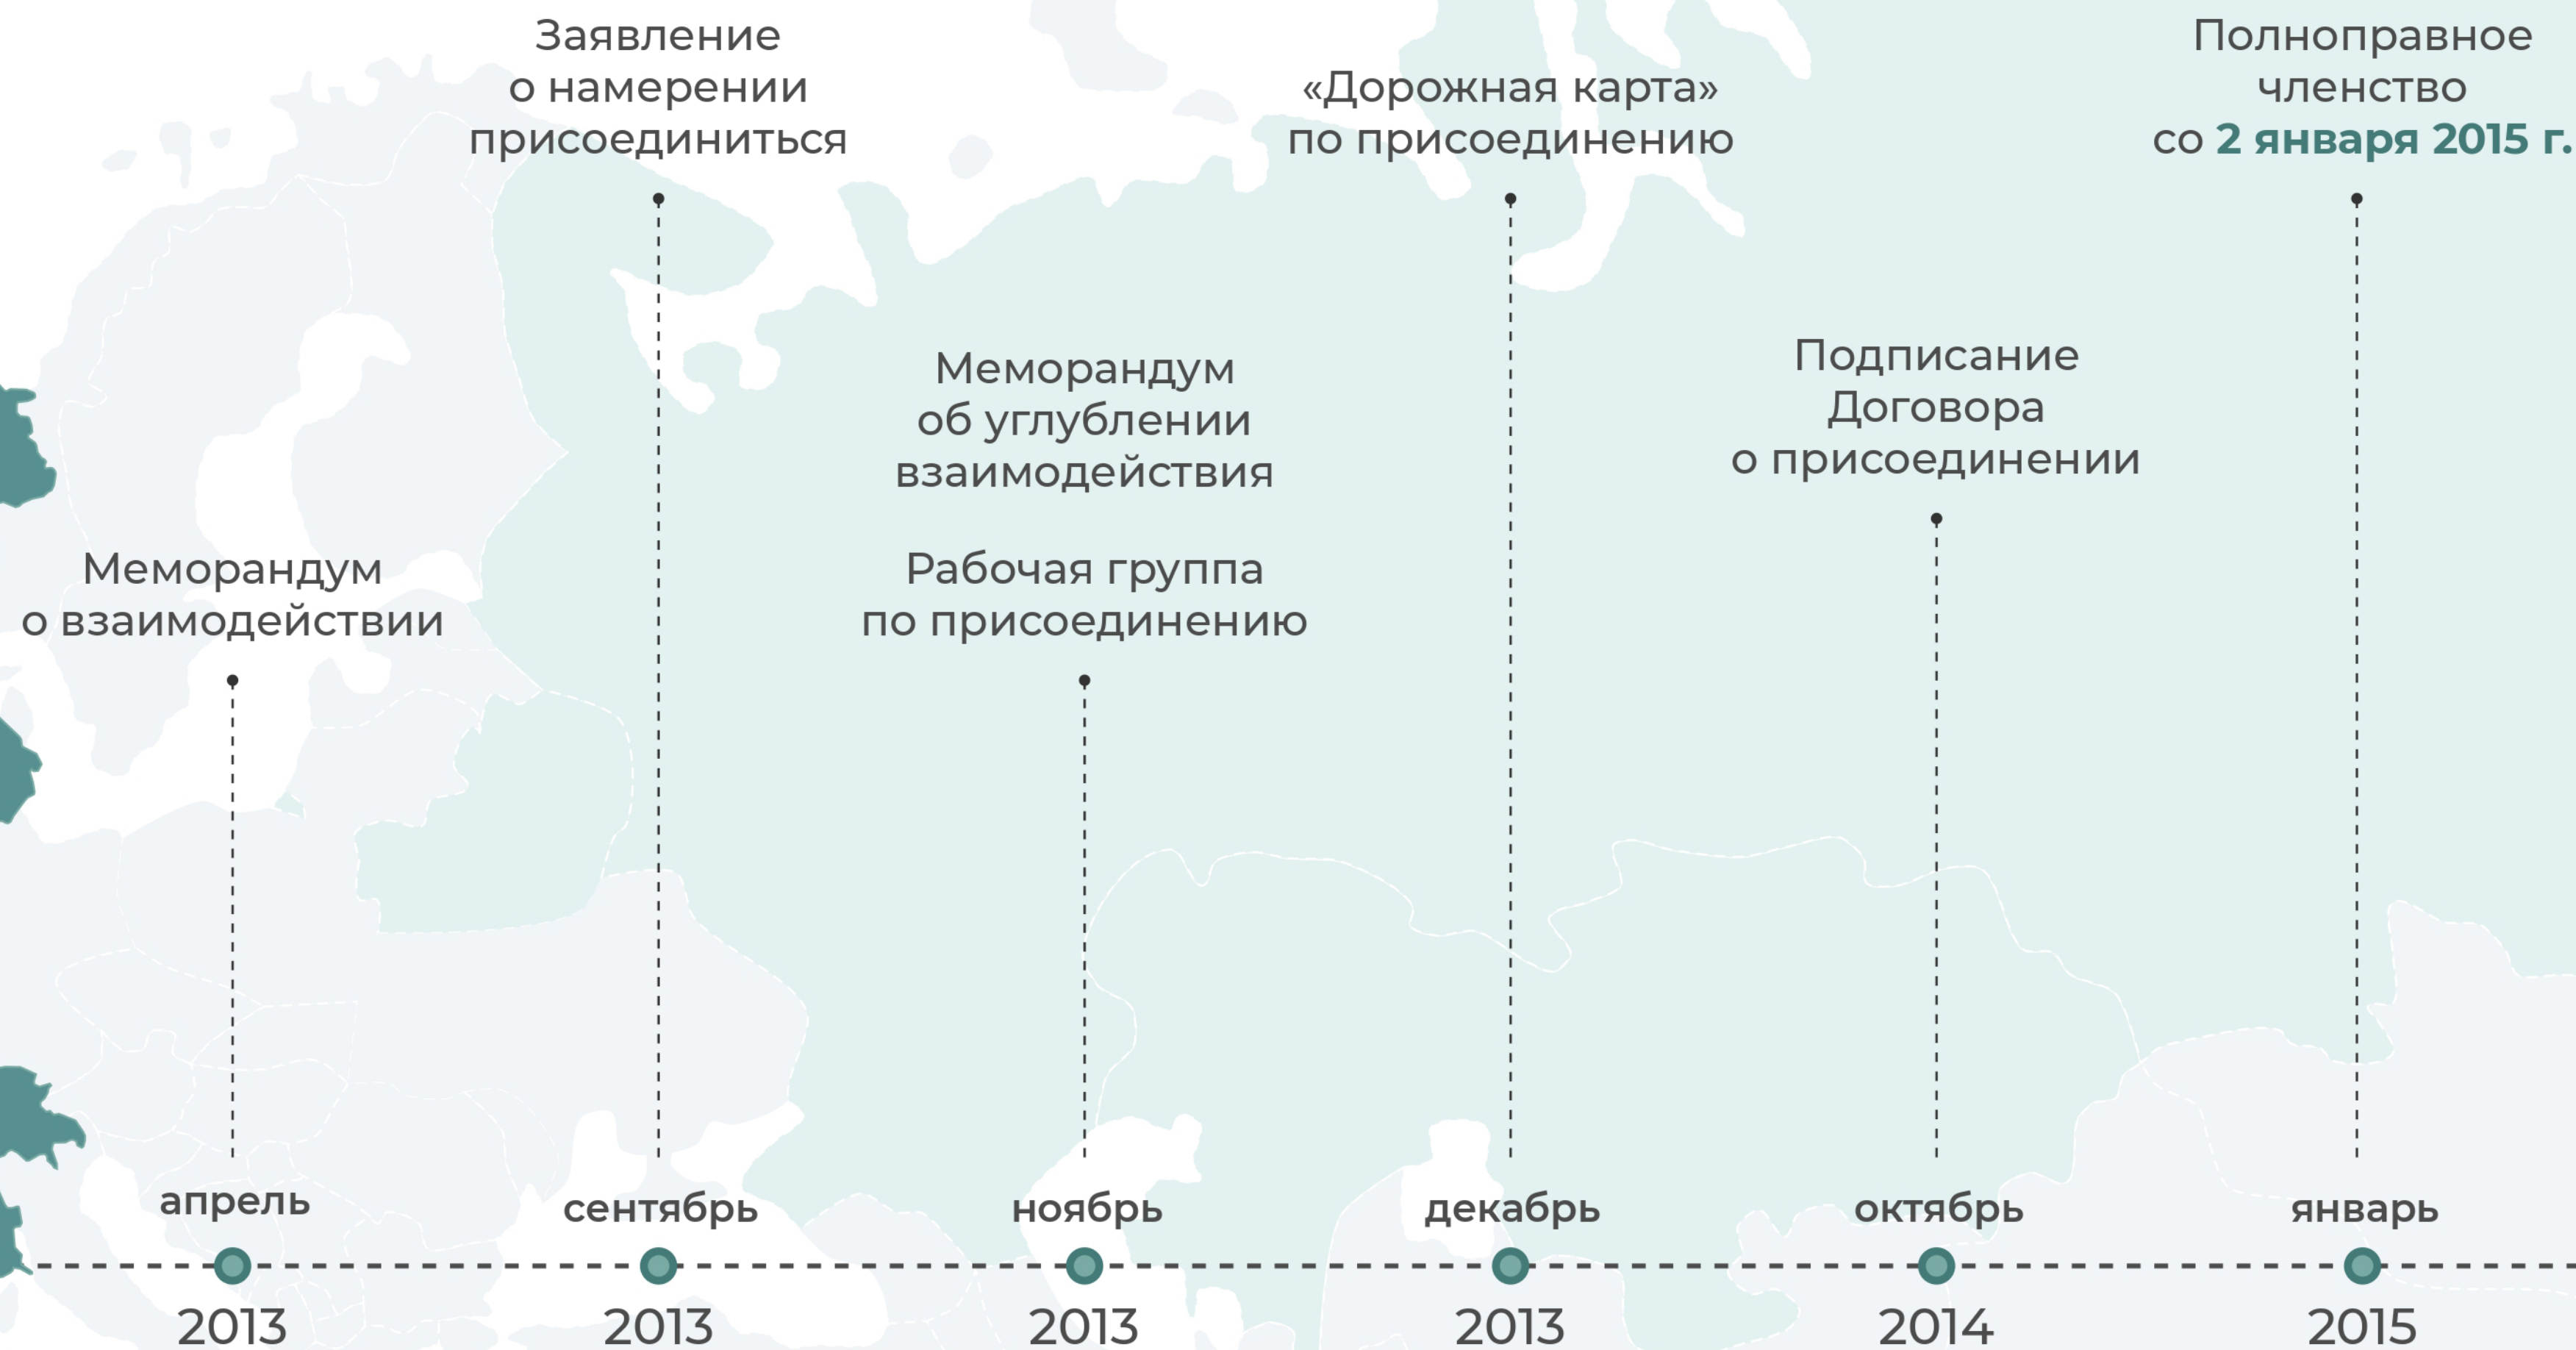 Заявление
о намерении
присоединиться
«Дорожная карта»
по присоединению
Полноправное
членство
со 2 января 2015 г.
Меморандум
о взаимодействии
Меморандум
об углублении
взаимодействия
Рабочая группа
по присоединению
Подписание
Договора
о присоединении
апрель
сентябрь
ноябрь
декабрь
октябрь
январь
2013
2013
2013
2013
2014
2015